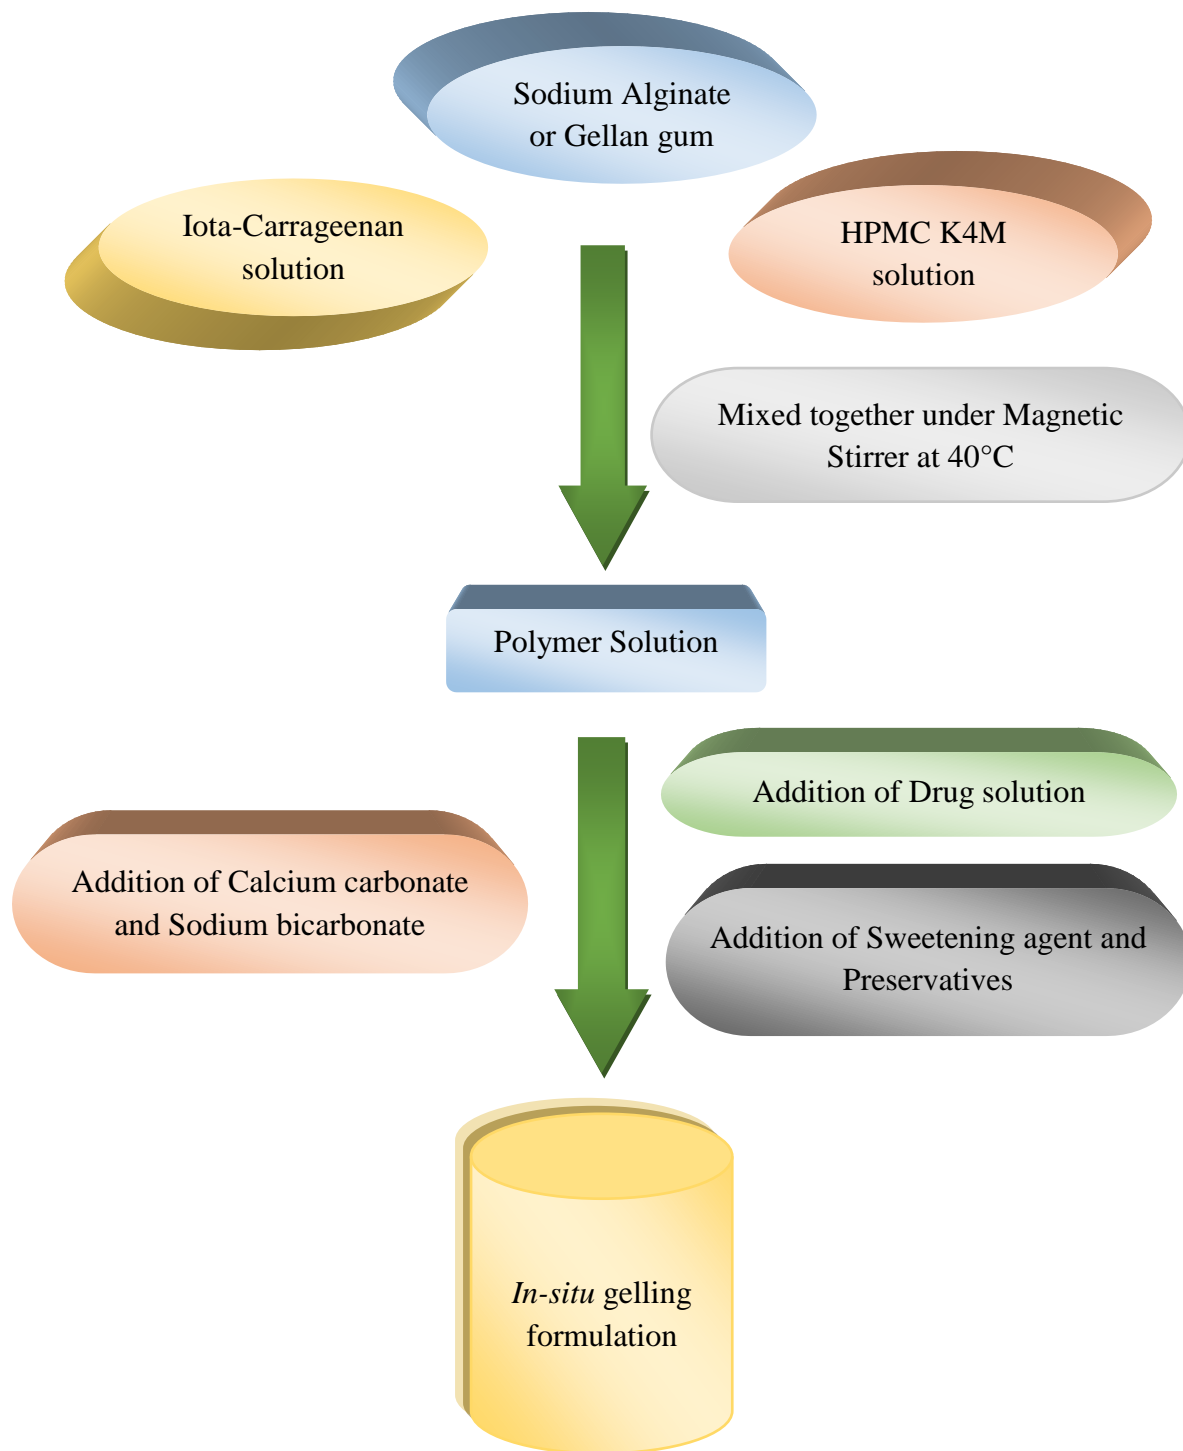 Sodium Alginate
or Gellan gum
Iota-Carrageenan
solution
HPMC K4M
solution
Mixed together under Magnetic
Stirrer at 40°C
Polymer Solution
Addition of Drug solution
Addition of Calcium carbonate
and Sodium bicarbonate
Addition of Sweetening agent and
Preservatives
In-situ gelling
formulation